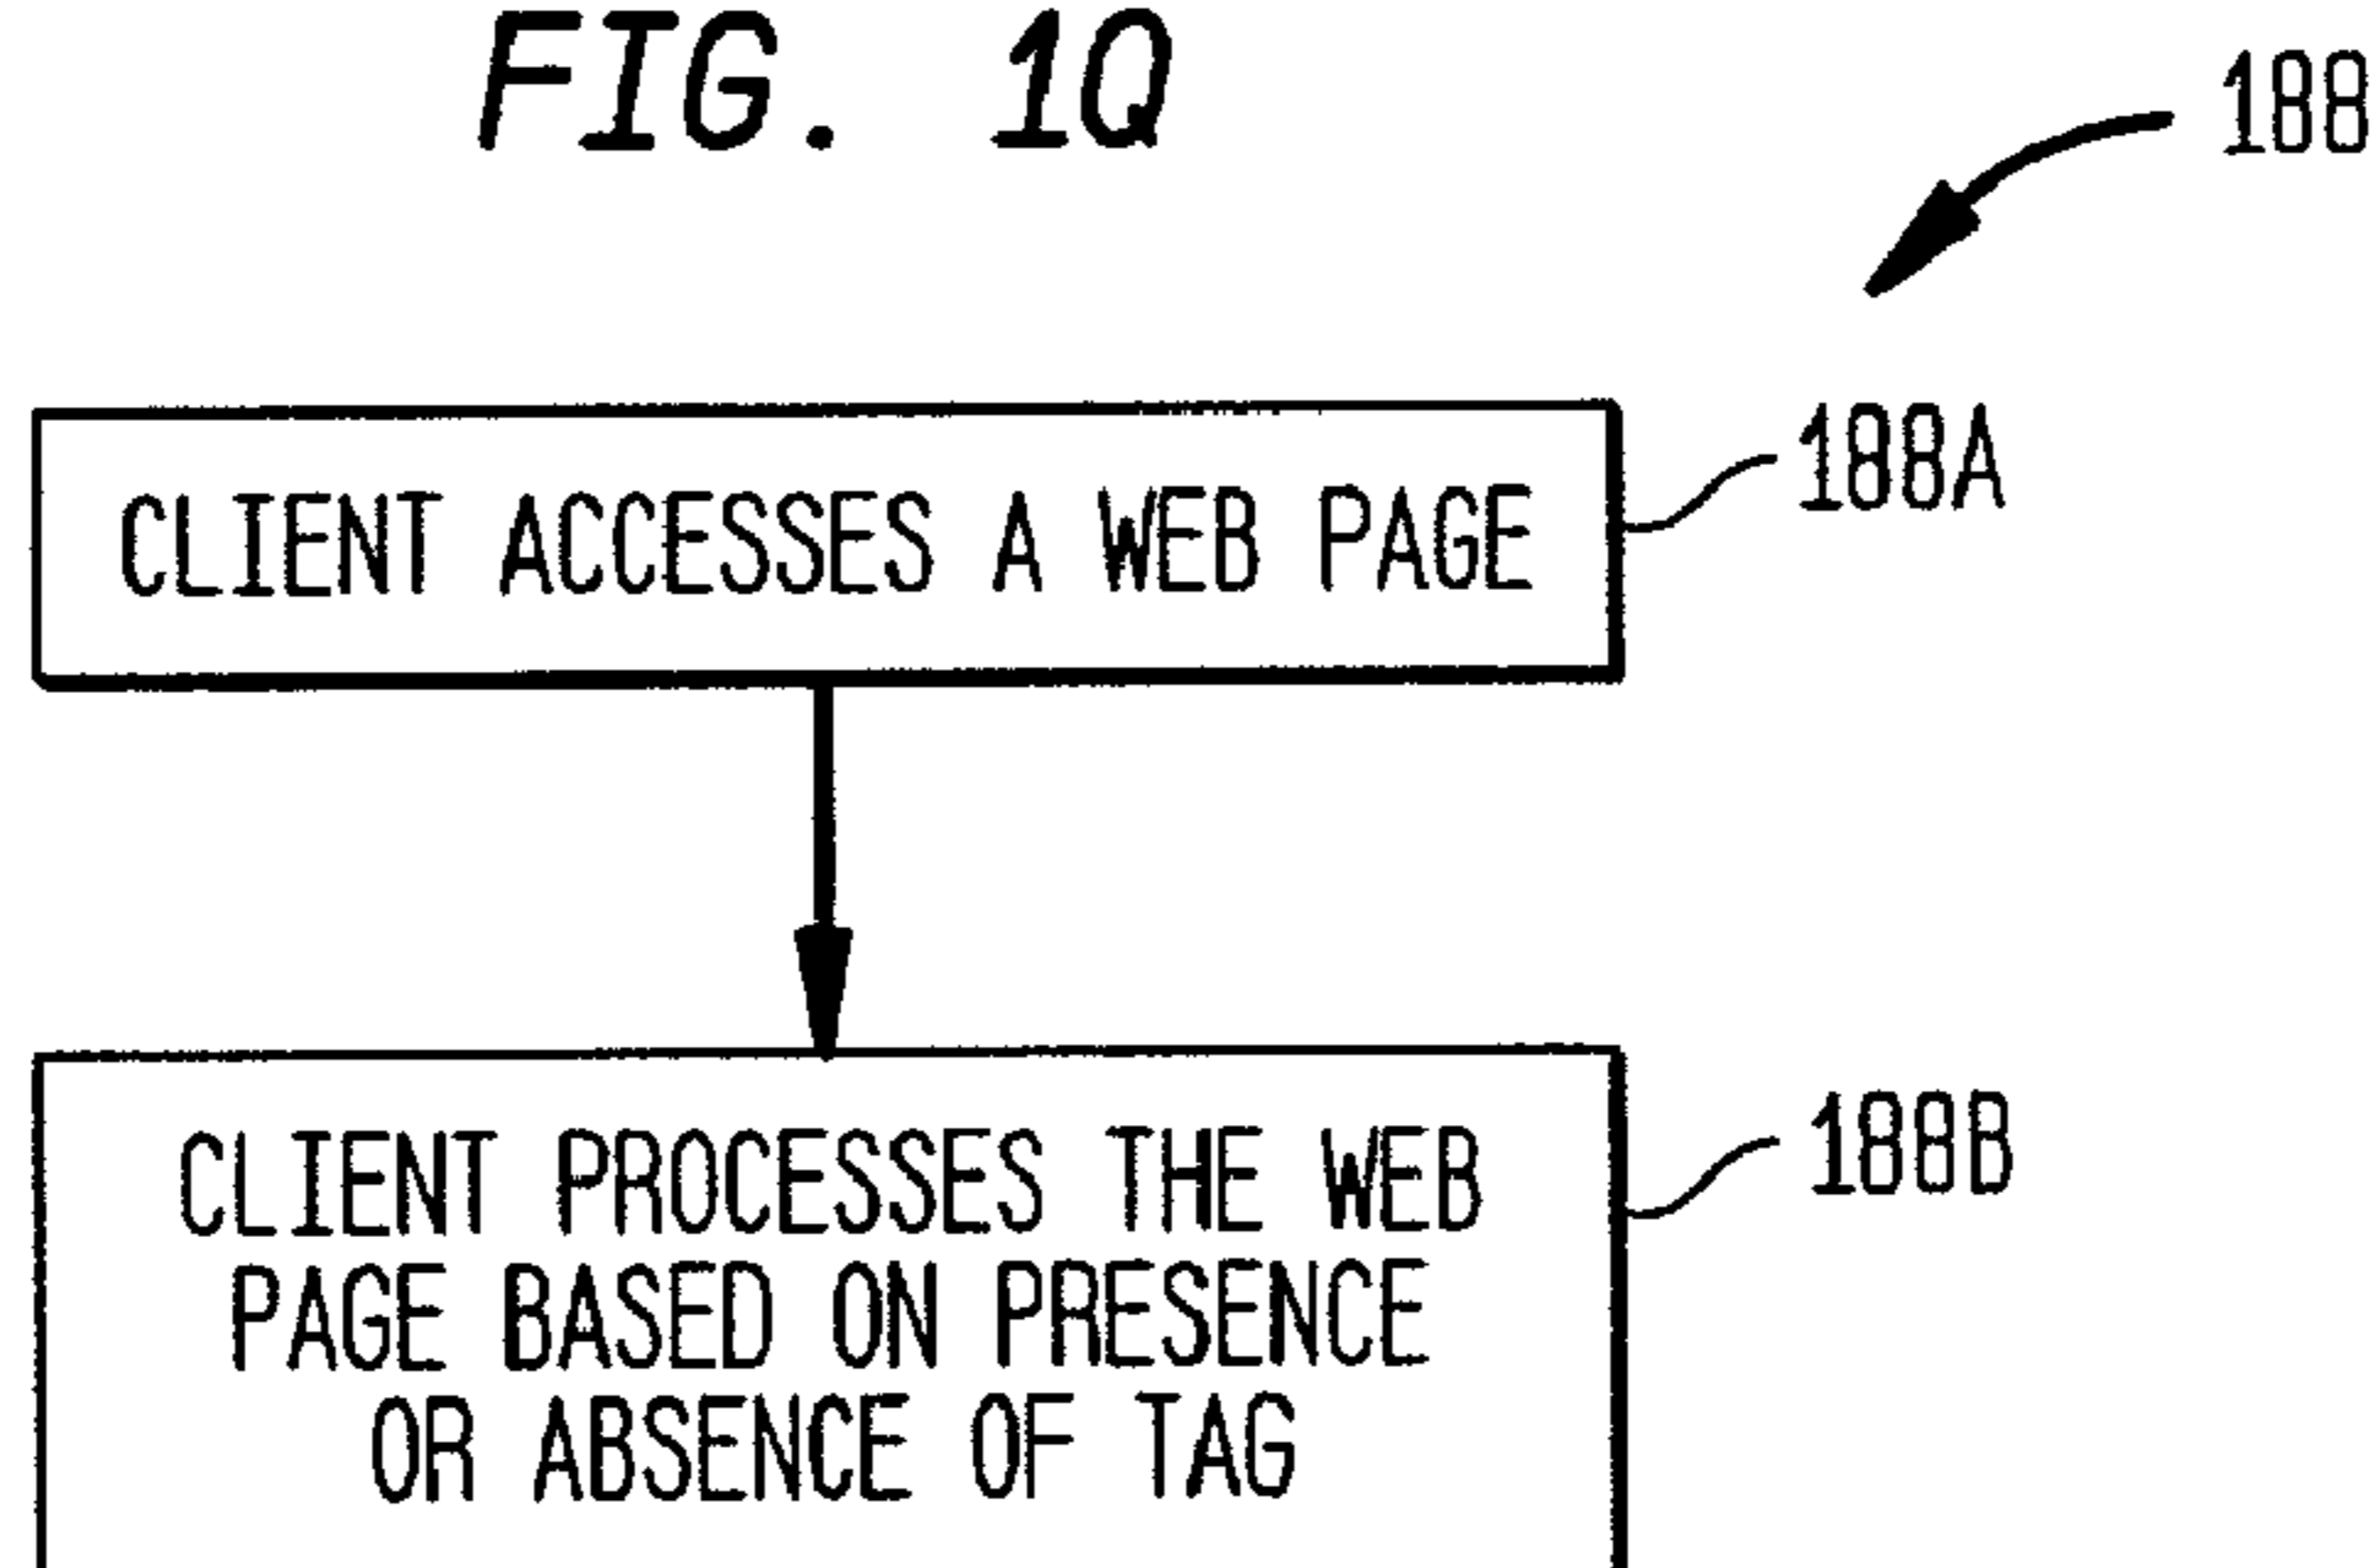 FIG. 1Q
188
CLIENT ACCESSES A WEB PAGE
188A
CLIENT PROCESSES THE WEB
PAGE BASED ON PRESENCE
OR ABSENCE OF TAG
188B